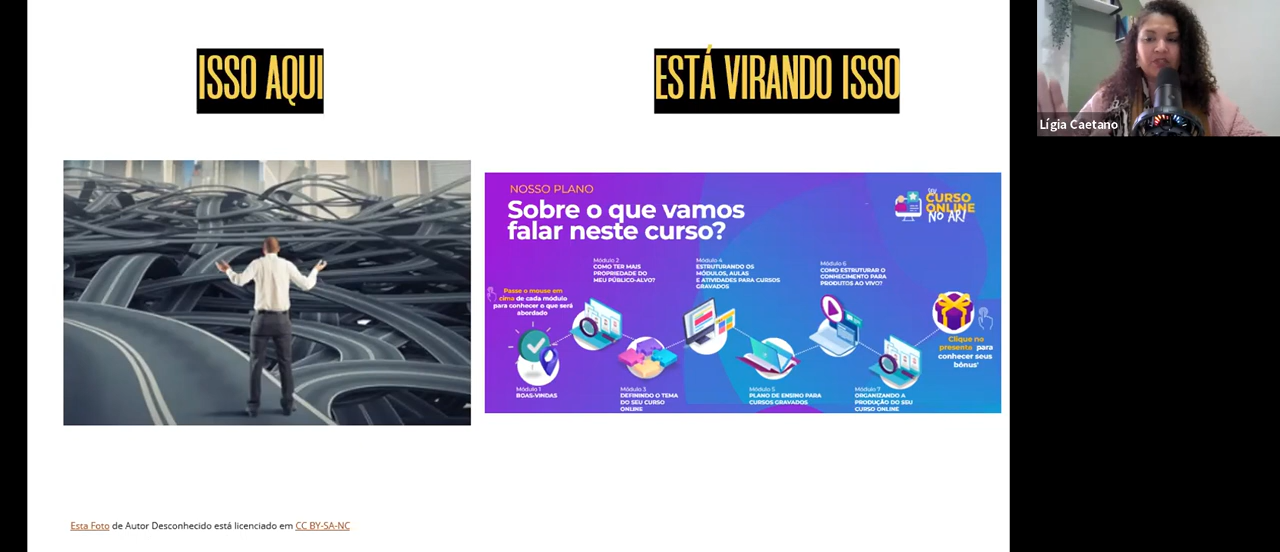 ISSO AQUI
ESTÁ VIRANDO ISSO
Lígia Caetano
NOSSO PLANO
Sobre o que vamos
falar neste curso?
SEU
CURSO
ONLINE
NO AR!
Passe o mouse em
cima de cada módulo
para conhecer o que será
abordado
Módulo 1
BOAS-VINDAS
Módulo 2
COMO TER MAIS
PROPRIEDADE DO
MEU PÚBLICO-ALVO?
Módulo 3
DEFININDO O TEMA
DO SEU CURSO
ONLINE
Módulo 4
ESTRUTURANDO OS
MÓDULOS, AULAS
E ATIVIDADES PARA CURSOS
GRAVADOS
Módulo 5
PLANO DE ENSINO PARA
CURSOS GRAVADOS
Módulo 6
COMO ESTRUTURAR O
CONHECIMENTO PARA
PRODUTOS AO VIVO?
Módulo 7
ORGANIZANDO A
PRODUÇÃO DO SEU
CURSO ONLINE
Clique no
presente para
conhecer seus
bônus'
Esta Foto de Autor Desconhecido está licenciado em CC BY-SA-NC